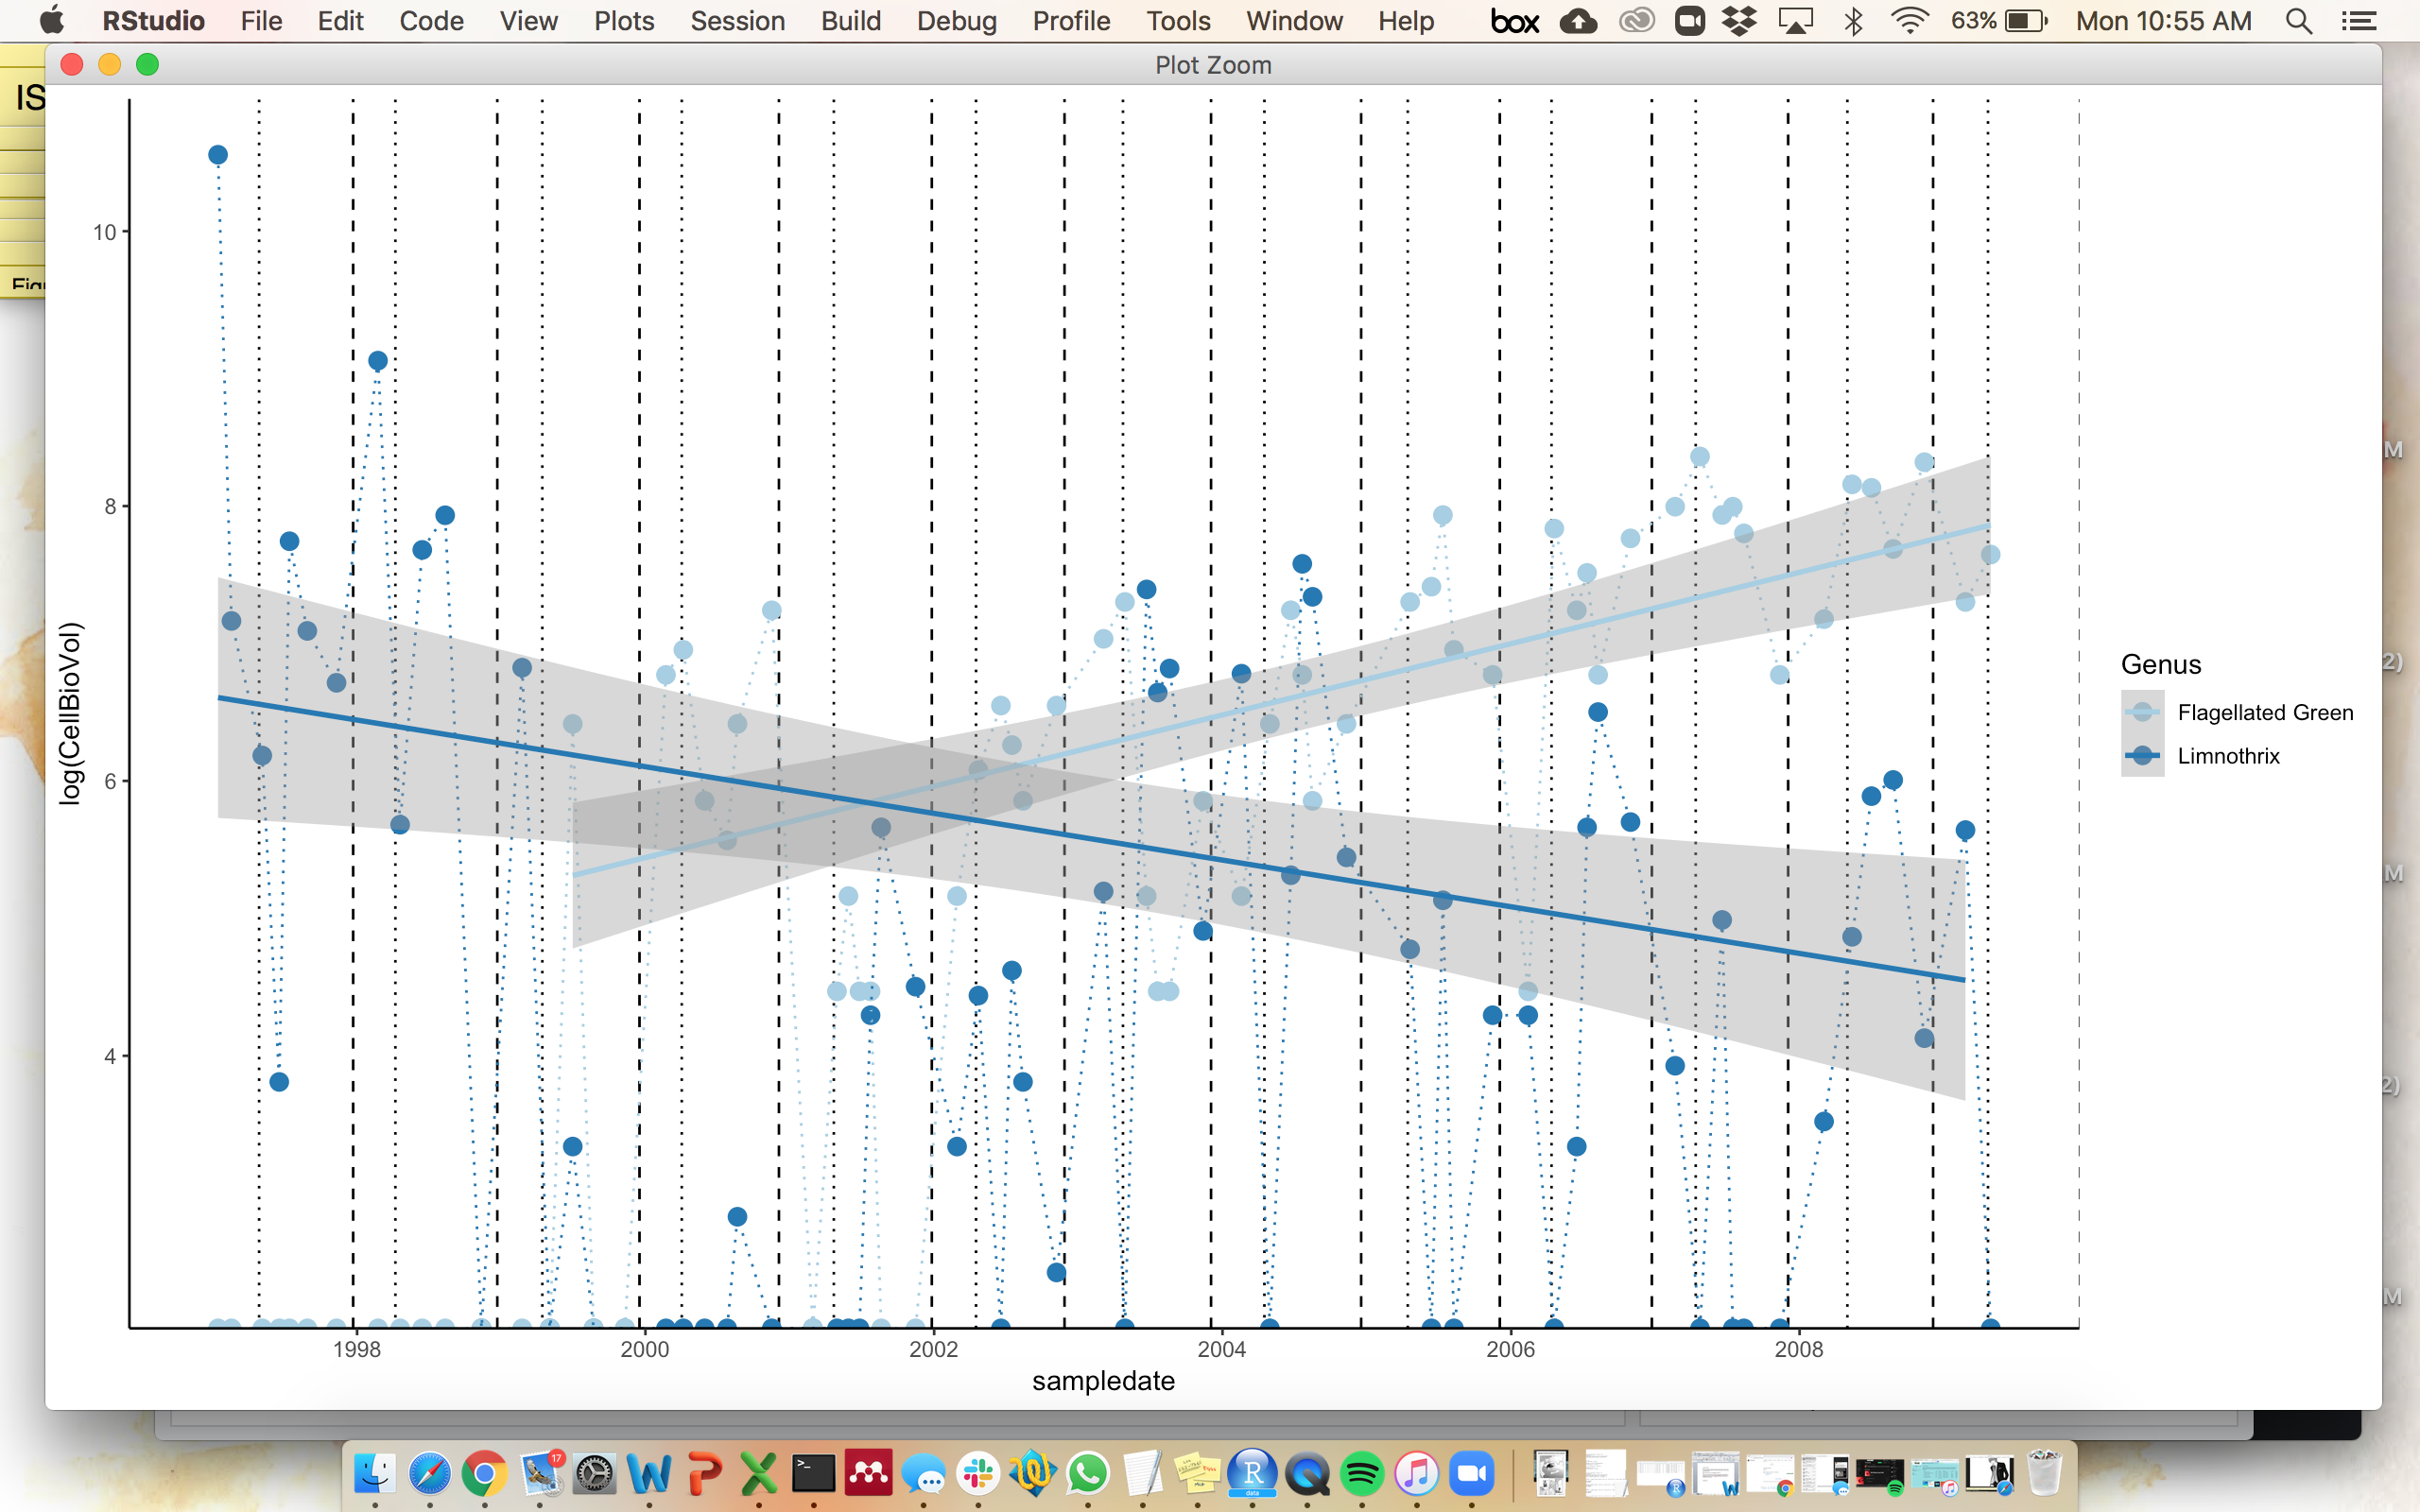 RStudio File Edit Code View Plots Session Build Debug Profile Tools Window Help box 63% Mon 10:55 AM
Plot Zoom
IS
10
8
6
4
log(CellBioVol)
1998 2000 2002 2004 2006 2008
sampledate
Genus
Flagellated Green
Limnothrix
M
2)
M
2)
M
17
R
data